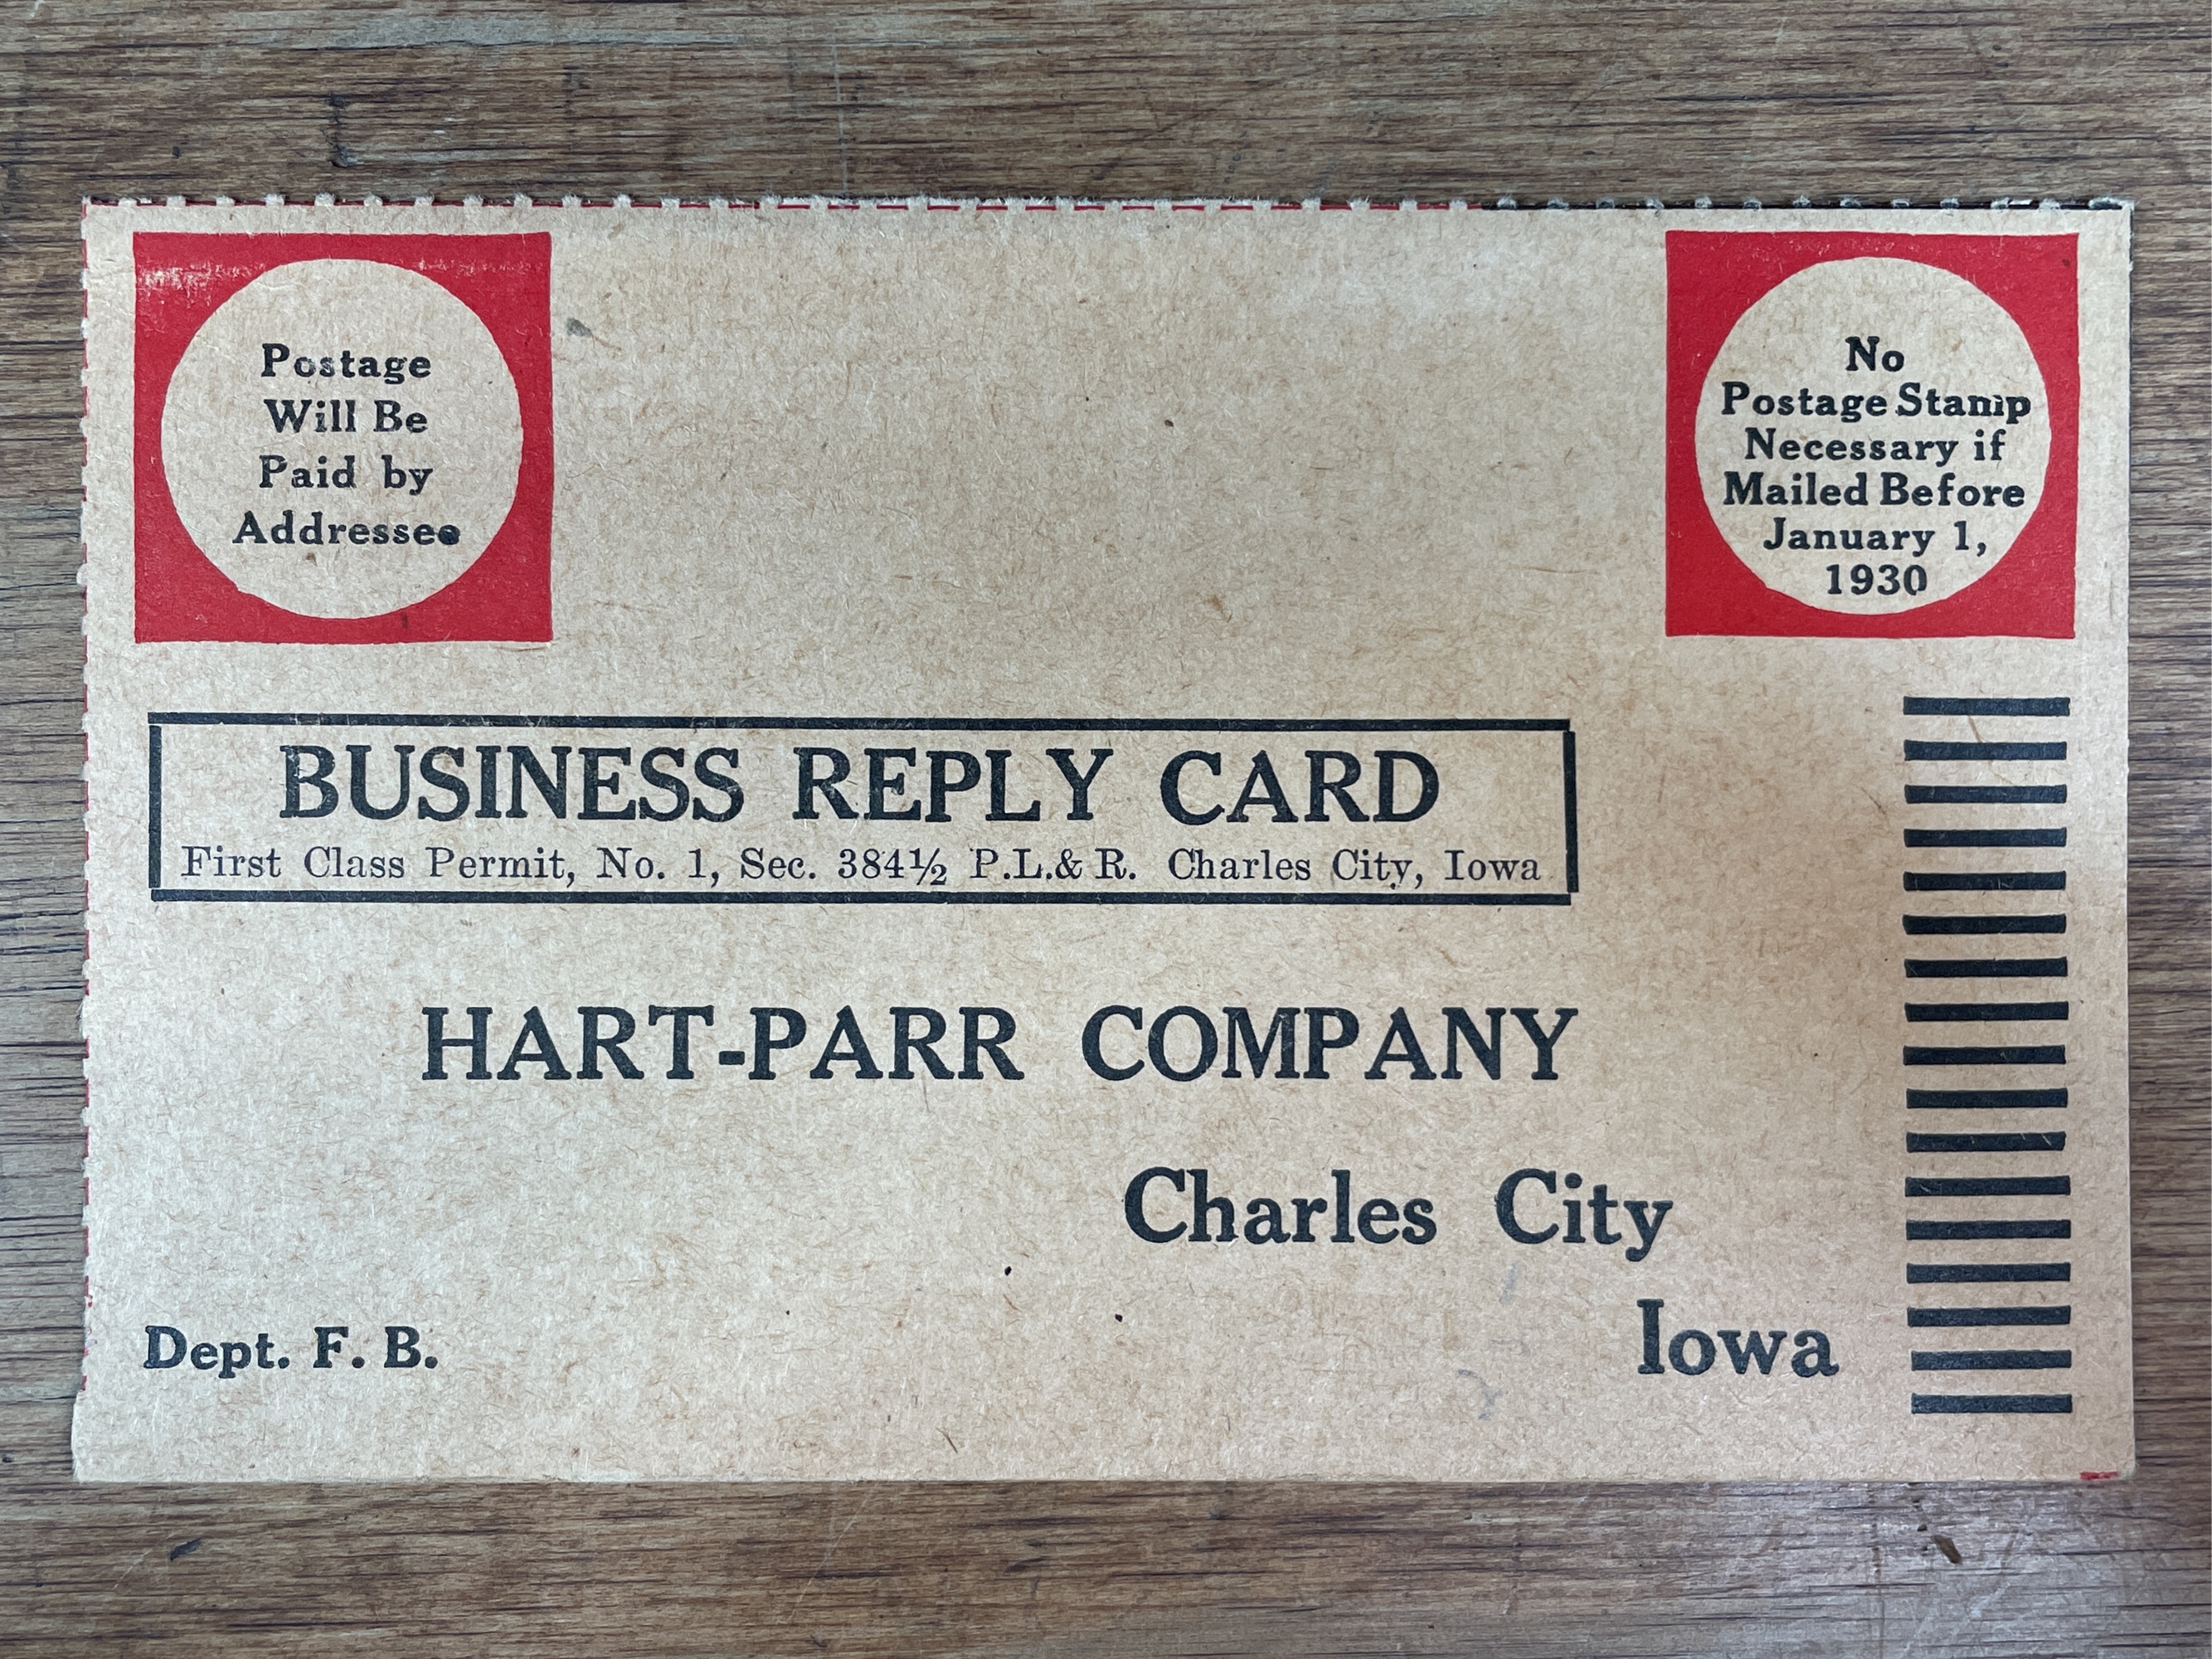 Postage
Will Be
Paid by
Addressee
No
Postage Stamp
Necessary if
Mailed Before
January 1,
1930
BUSINESS REPLY CARD
First Class Permit, No. 1, Sec. 384½ P.L.& R. Charles City, Iowa
HART-PARR COMPANY
Charles City
Iowa
Dept. F. B.